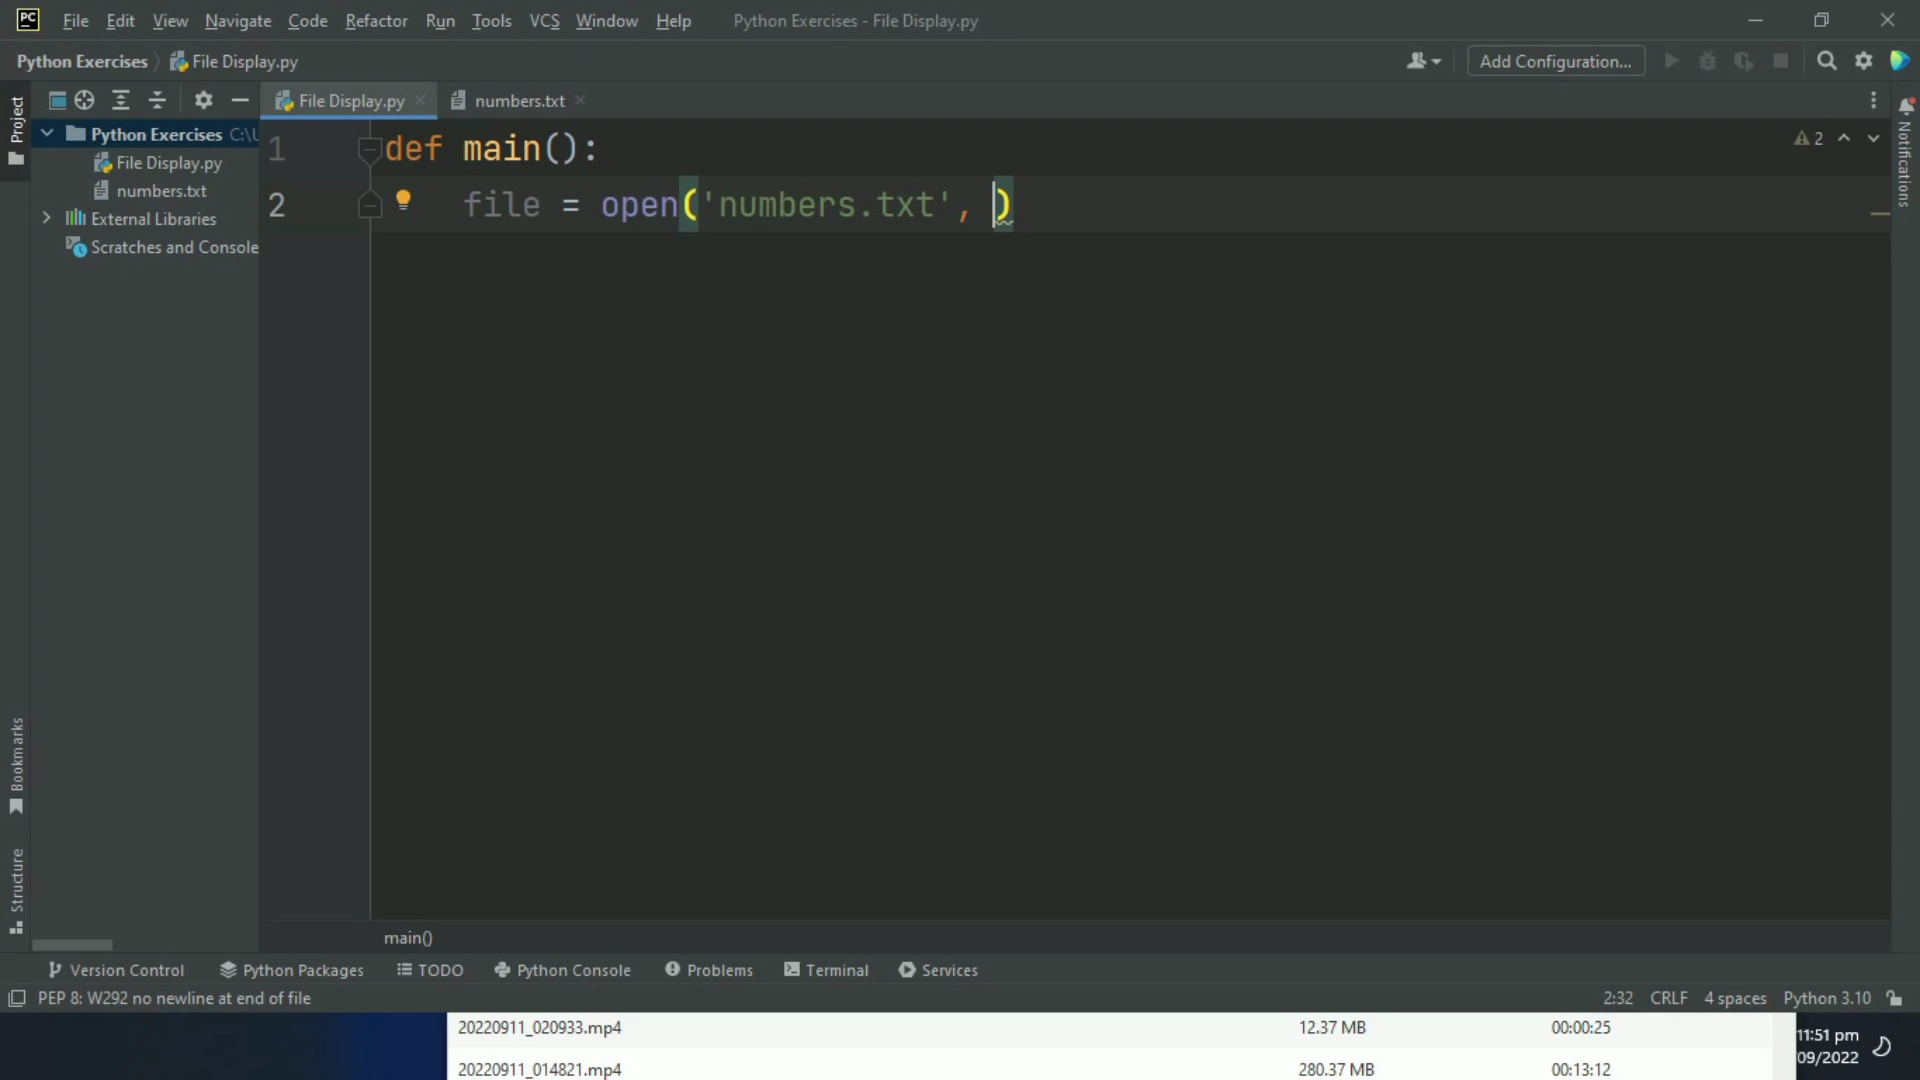 PC File Edit View Navigate Code Refactor Run Tools VCS Window Help Python Exercises - File Display.py
Python Exercises File Display.py Add Configuration...
File Display.py numbers.txt
Project
Python Exercises C:\U
File Display.py
numbers.txt
External Libraries
Scratches and Console
1 def main():
2 file = open('numbers.txt', )
2
Notifications
Bookmarks
Structure
main()
Version Control Python Packages TODO Python Console Problems Terminal Services
PEP 8: W292 no newline at end of file 2:32 CRLF 4 spaces Python 3.10
20220911_020933.mp4 12.37 MB 00:00:25
20220911_014821.mp4 280.37 MB 00:13:12
11:51 pm
09/2022